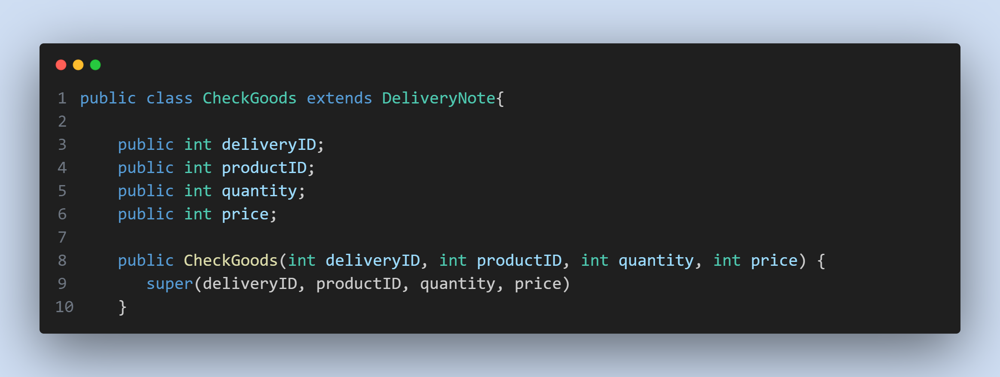 1 public class CheckGoods extends DeliveryNote{
2
3     public int deliveryID;
4     public int productID;
5     public int quantity;
6     public int price;
7
8     public CheckGoods(int deliveryID, int productID, int quantity, int price) {
9        super(deliveryID, productID, quantity, price)
10     }